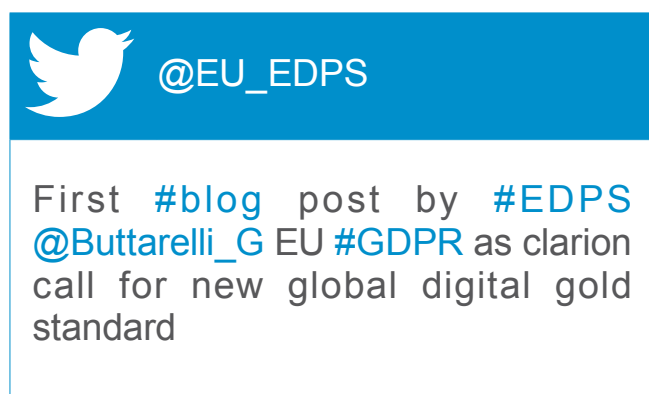 @EU_EDPS
First #blog post by #EDPS
@Buttarelli_G EU #GDPR as clarion
call for new global digital gold
standard